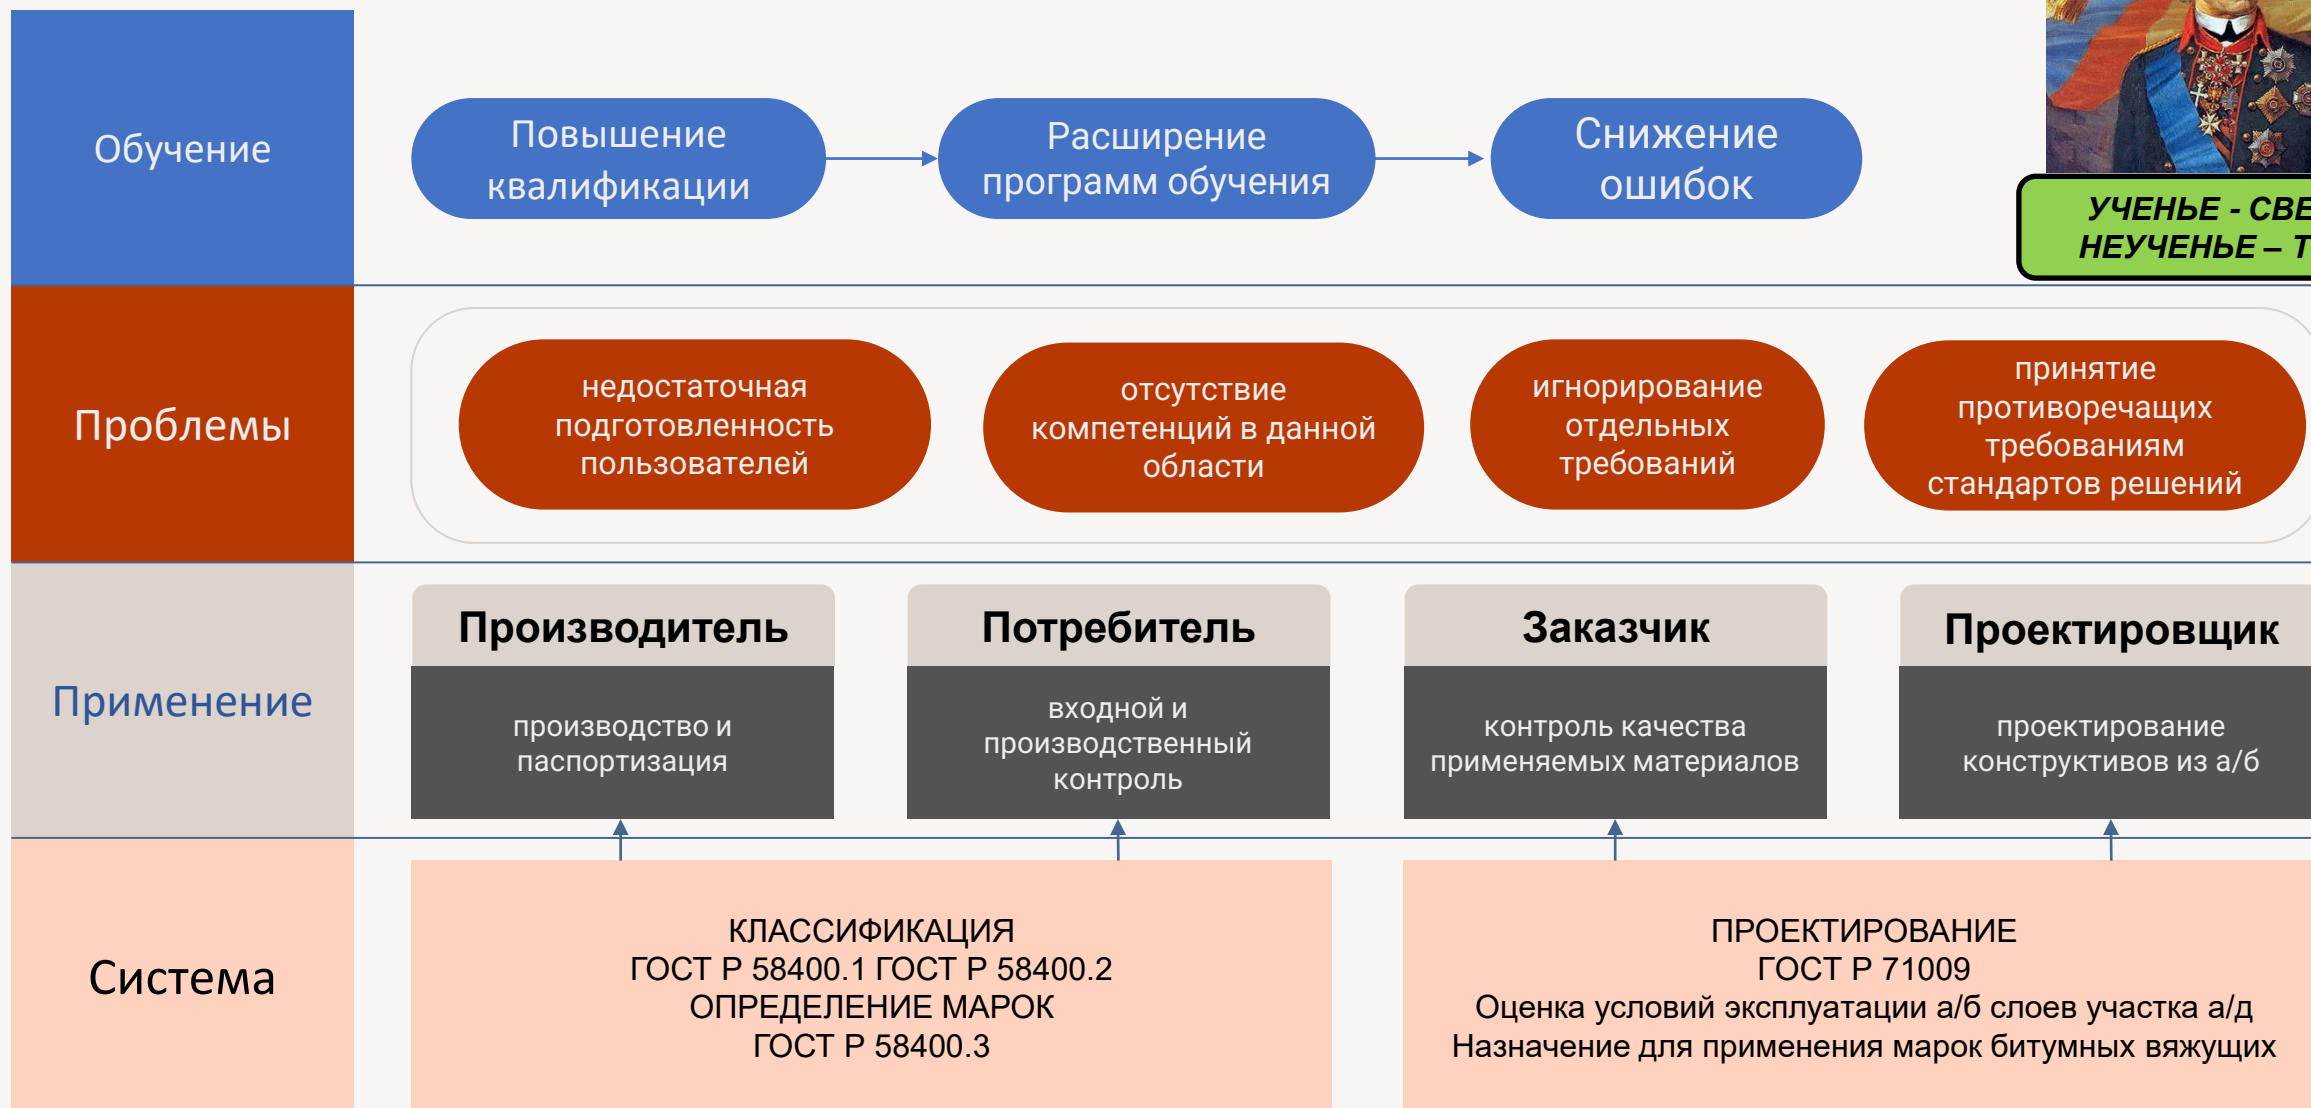 Обучение
Повышение
квалификации
Расширение
программ обучения
Снижение
ошибок
УЧЕНЬЕ - СВЕ
НЕУЧЕНЬЕ – Т
Проблемы
недостаточная
подготовленность
пользователей
отсутствие
компетенций в данной
области
игнорирование
отдельных
требований
принятие
противоречащих
требованиям
стандартов решений
Применение
Производитель
производство и
паспортизация
Потребитель
входной и
производственный
контроль
Заказчик
контроль качества
применяемых материалов
Проектировщик
проектирование
конструктивов из а/б
Система
КЛАССИФИКАЦИЯ
ГОСТ Р 58400.1 ГОСТ Р 58400.2
ОПРЕДЕЛЕНИЕ МАРОК
ГОСТ Р 58400.3
ПРОЕКТИРОВАНИЕ
ГОСТ Р 71009
Оценка условий эксплуатации а/б слоев участка а/д
Назначение для применения марок битумных вяжущих